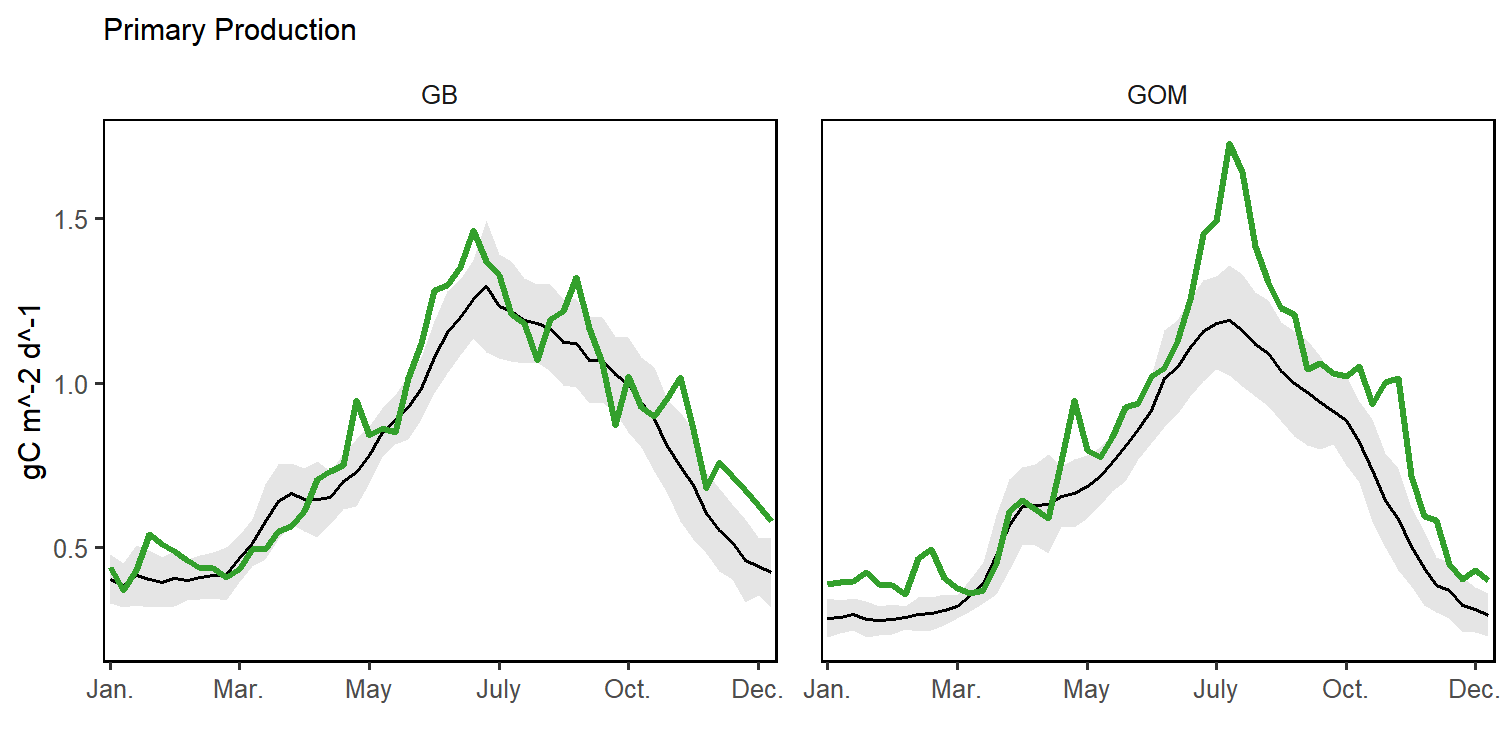 Primary Production
GB
GOM
gC m^-2 d^-1
1.5
1.0
0.5
Jan. Mar. May July Oct. Dec.
Jan. Mar. May July Oct. Dec.